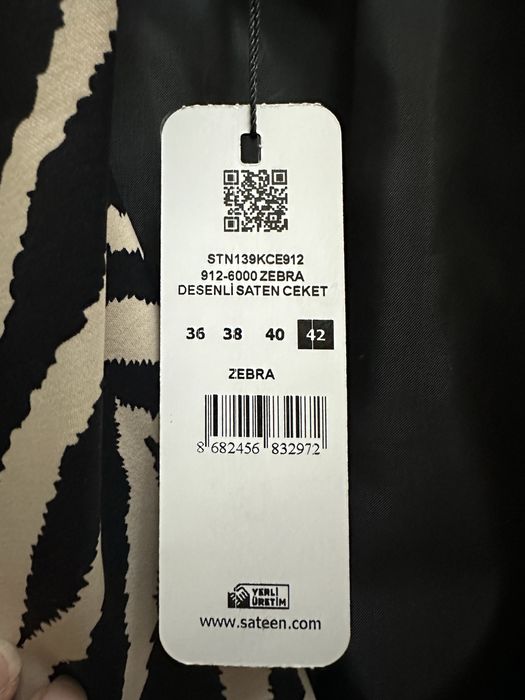 STN139KCE912
912-6000 ZEBRA
DESENLİ SATEN CEKET
36 38 40 42
ZEBRA
8 682456 832972
YERLİ
ÜRETİM
www.sateen.com